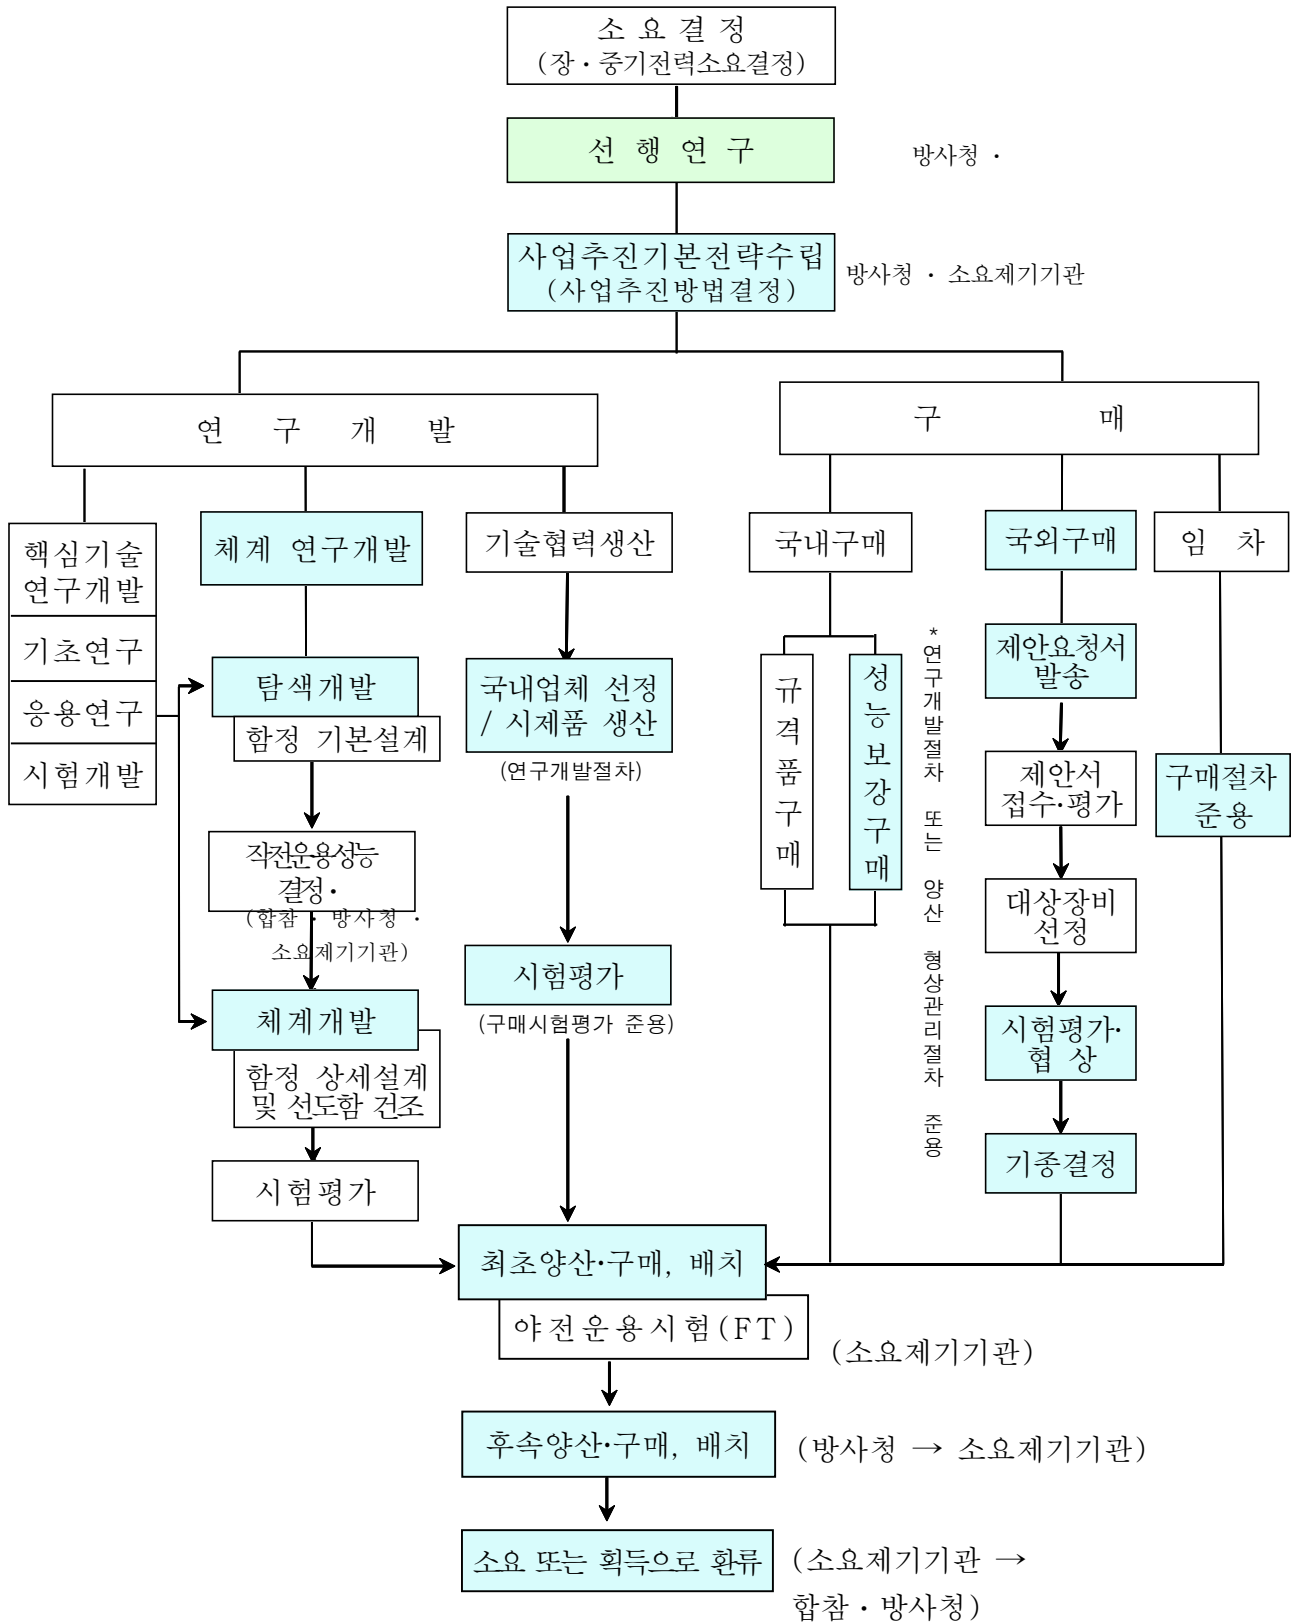 소 요 결 정
(장・중기전력소요결정)
선 행 연 구
방사청・
사업추진기본전략수립
(사업추진방법결정)
방사청・소요제기기관
연 구 개 발
구 매
핵심기술
연구개발
기초연구
응용연구
시험개발
체계 연구개발
탐색개발
함정 기본설계
작전운용성능
결정・
(합참・방사청・
소요제기기관)
체계개발
함정 상세설계
및 선도함 건조
시험평가
기술협력생산
국내업체 선정
/ 시제품 생산
(연구개발절차)
시험평가
(구매시험평가 준용)
국내구매
규격품구매
성능보강구매
*연구개발절차 또는 양산 형상관리절차 준용
국외구매
제안요청서
발송
제안서
접수·평가
대상장비
선정
시험평가·
협 상
기종결정
임 차
구매절차
준용
최초양산·구매, 배치
야전운용시험(FT)
(소요제기기관)
후속양산·구매, 배치
(방사청 → 소요제기기관)
소요 또는 획득으로 환류
(소요제기기관 →
합참・방사청)